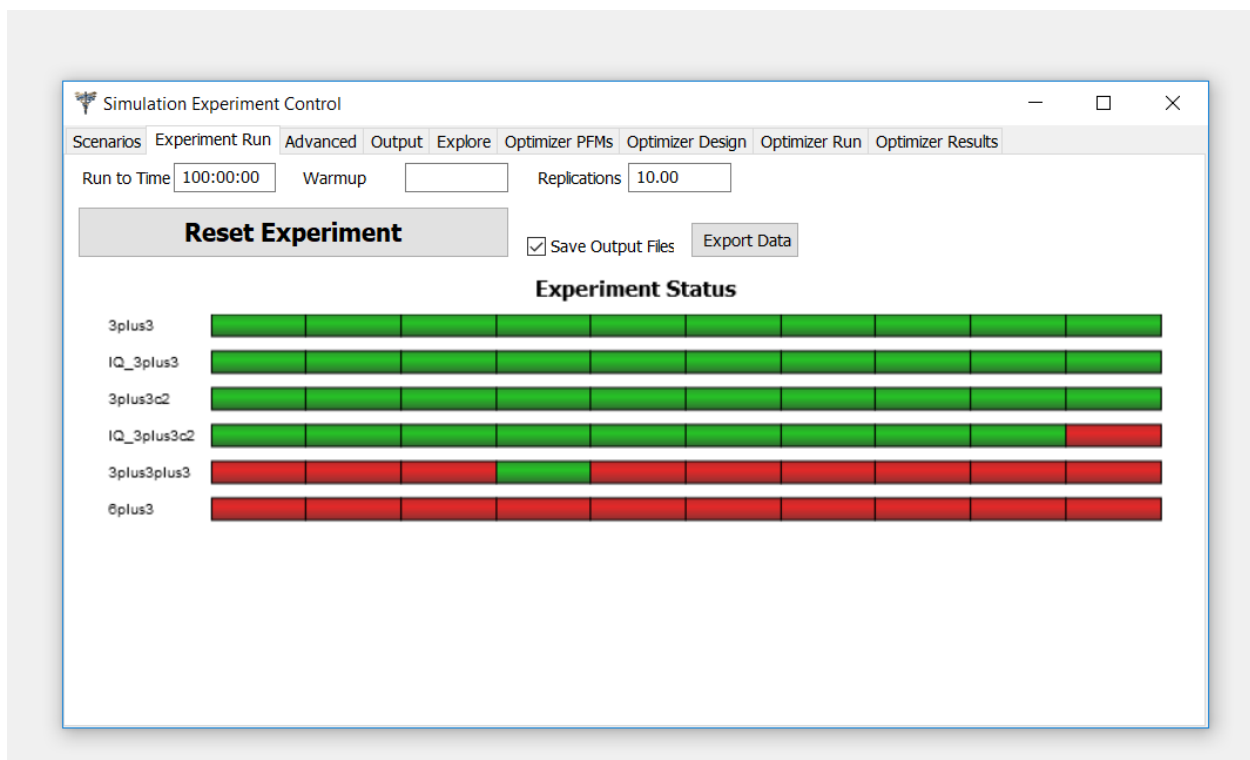 Simulation Experiment Control
Scenarios Experiment Run Advanced Output Explore Optimizer PFMs Optimizer Design Optimizer Run Optimizer Results
Run to Time 100:00:00 Warmup Replications 10.00
Reset Experiment Save Output Files Export Data
Experiment Status
3plus3
IQ_3plus3
3plus3c2
IQ_3plus3c2
3plus3plus3
6plus3